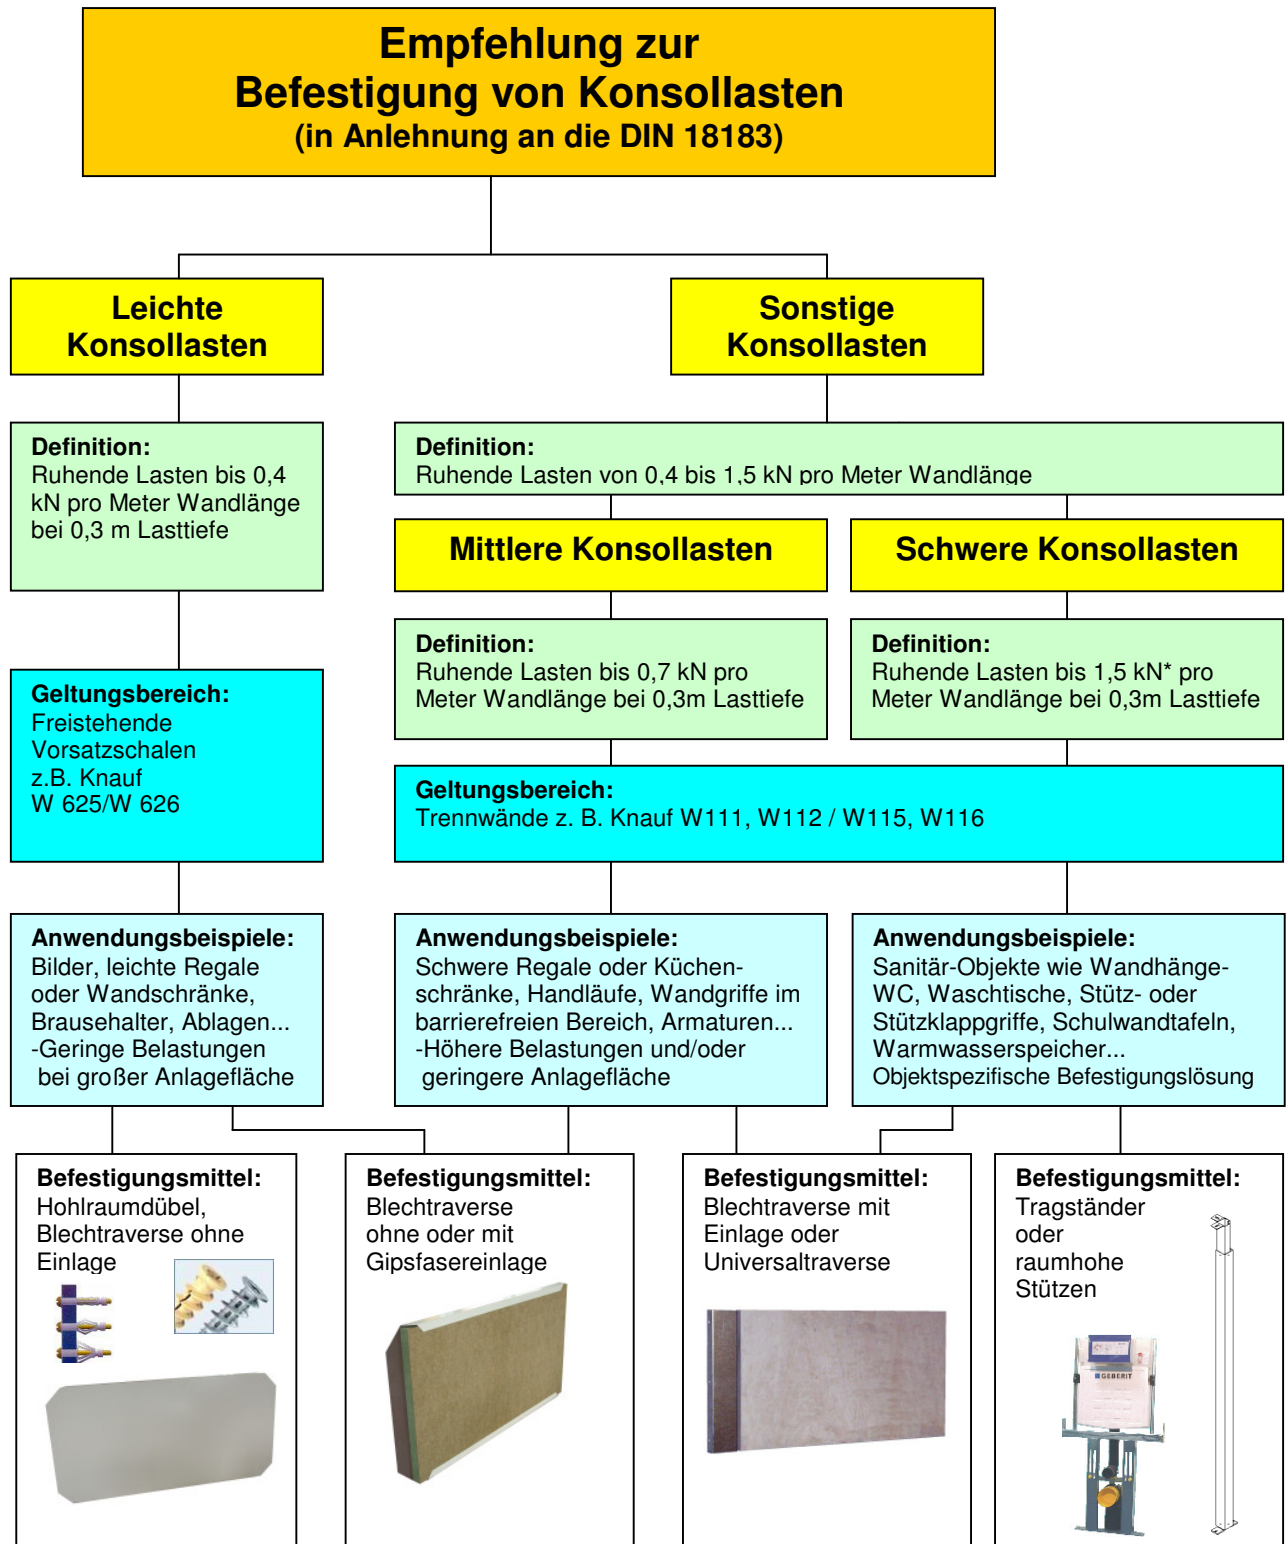 Empfehlung zur
Befestigung von Konsollasten
(in Anlehnung an die DIN 18183)
Leichte
Konsollasten
Sonstige
Konsollasten
Definition:
Ruhende Lasten bis 0,4
kN pro Meter Wandlänge
bei 0,3 m Lasttiefe
Definition:
Ruhende Lasten von 0,4 bis 1,5 kN pro Meter Wandlänge
Mittlere Konsollasten
Schwere Konsollasten
Definition:
Ruhende Lasten bis 0,7 kN pro
Meter Wandlänge bei 0,3m Lasttiefe
Definition:
Ruhende Lasten bis 1,5 kN* pro
Meter Wandlänge bei 0,3m Lasttiefe
Geltungsbereich:
Freistehende
Vorsatzschalen
z.B. Knauf
W 625/W 626
Geltungsbereich:
Trennwände z. B. Knauf W111, W112 / W115, W116
Anwendungsbeispiele:
Bilder, leichte Regale
oder Wandschränke,
Brausehalter, Ablagen...
-Geringe Belastungen
bei großer Anlagefläche
Anwendungsbeispiele:
Schwere Regale oder Küchen-
schränke, Handläufe, Wandgriffe im
barrierefreien Bereich, Armaturen...
-Höhere Belastungen und/oder
geringere Anlagefläche
Anwendungsbeispiele:
Sanitär-Objekte wie Wandhänge-
WC, Waschtische, Stütz- oder
Stützklappgriffe, Schulwandtafeln,
Warmwasserspeicher...
Objektspezifische Befestigungslösung
Befestigungsmittel:
Hohlraumdübel,
Blechtraverse ohne
Einlage
Befestigungsmittel:
Blechtraverse
ohne oder mit
Gipsfasereinlage
Befestigungsmittel:
Blechtraverse mit
Einlage oder
Universaltraverse
Befestigungsmittel:
Tragständer
oder
raumhohe
Stützen
GEBERIT